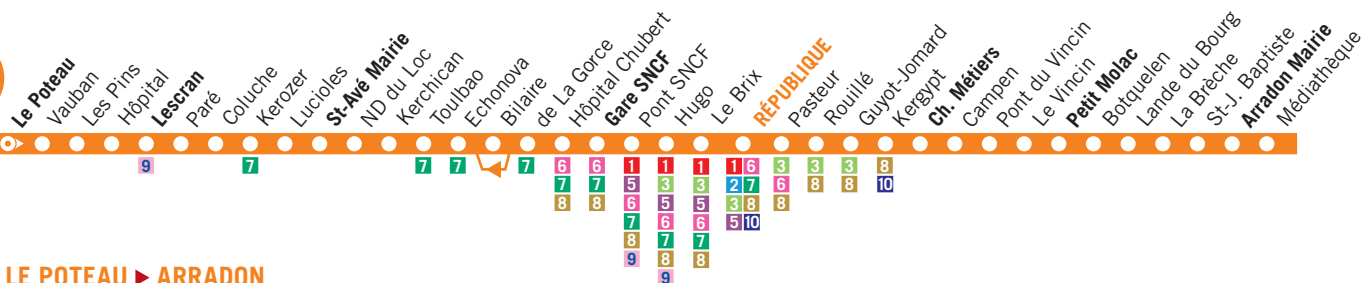 Le Poteau
Vauban
Les Pins
Hôpital
Lescran
Paré
Coluche
Kerozer
Lucioles
St-Avé Mairie
ND du Loc
Kerchican
Toulbao
Echonova
Bilaire
de La Gorce
Hôpital Chubert
Gare SNCF
Pont SNCF
Hugo
Le Brix
RÉPUBLIQUE
Pasteur
Rouillé
Guyot-Jomard
Kergypt
Ch. Métiers
Campen
Pont du Vincin
Le Vincin
Petit Molac
Botquelen
Lande du Bourg
La Brèche
St-J. Baptiste
Arradon Mairie
Médiathèque
9 7 7 7 7 6 6 1 1 1 1 6 3 3 3 8
7 7 5 3 3 2 7 6 8 8 10
8 8 6 5 5 3 8 8
7 6 6 5 10
8 7 7
9 8 8
9
LE POTEAU ▶ ARRADON